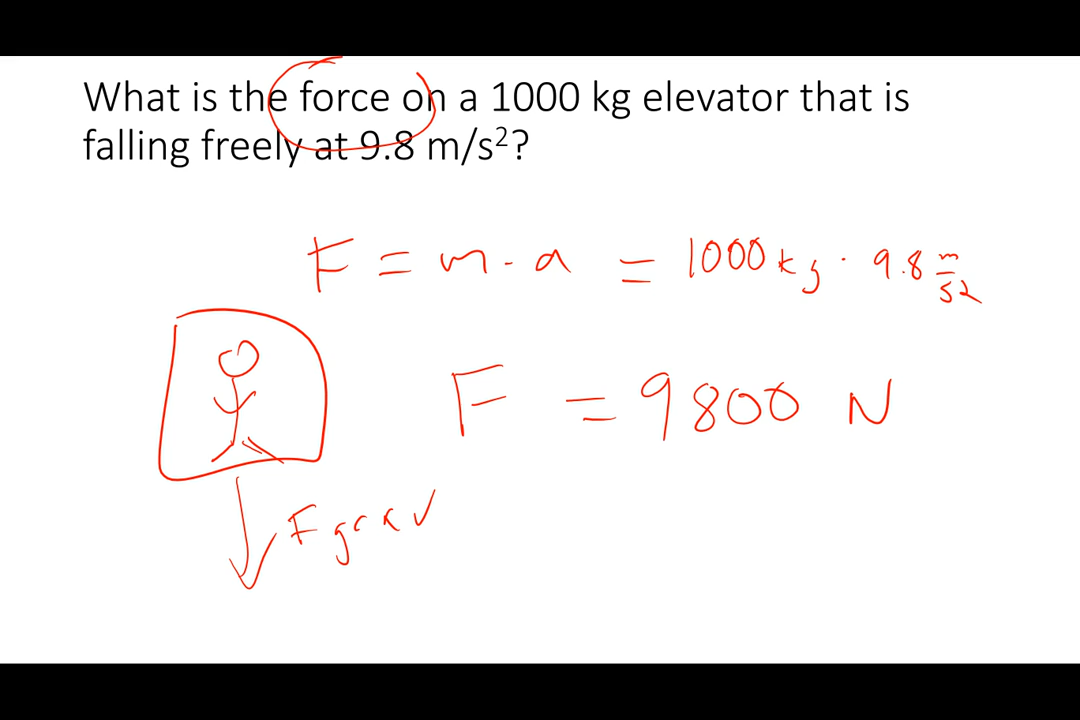 What is the force on a 1000 kg elevator that is
falling freely at 9.8 m/s²?
F = m · a = 1000 kg · 9.8 m/s2
F = 9800 N
F grav